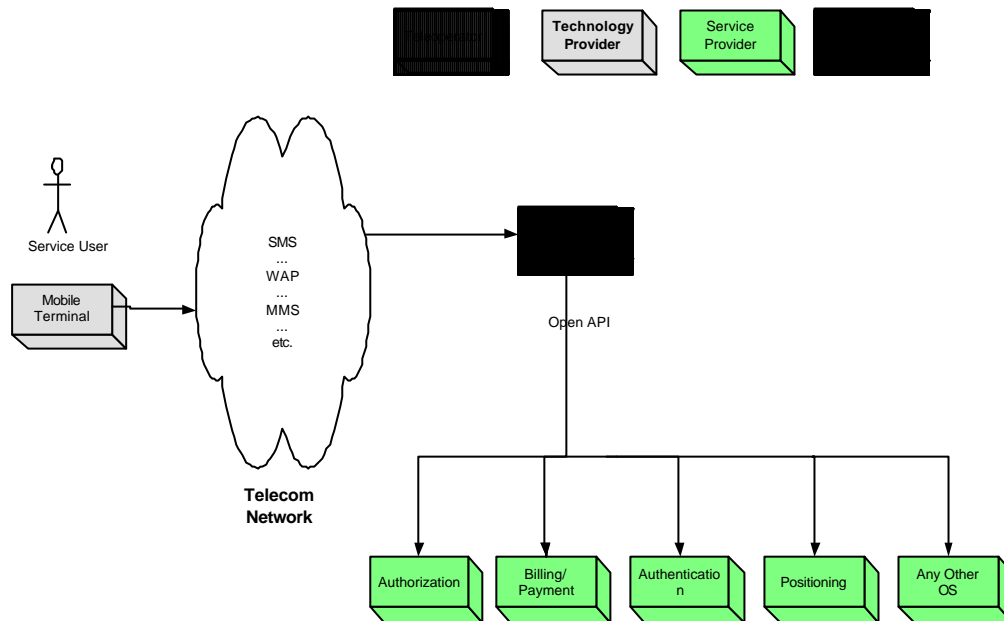 Technology
Provider
Service
Provider
Service User
Mobile
Terminal
SMS
...
WAP
...
MMS
...
etc.
Open API
Telecom
Network
Authorization
Billing/
Payment
Authenticatio
n
Positioning
Any Other
OS